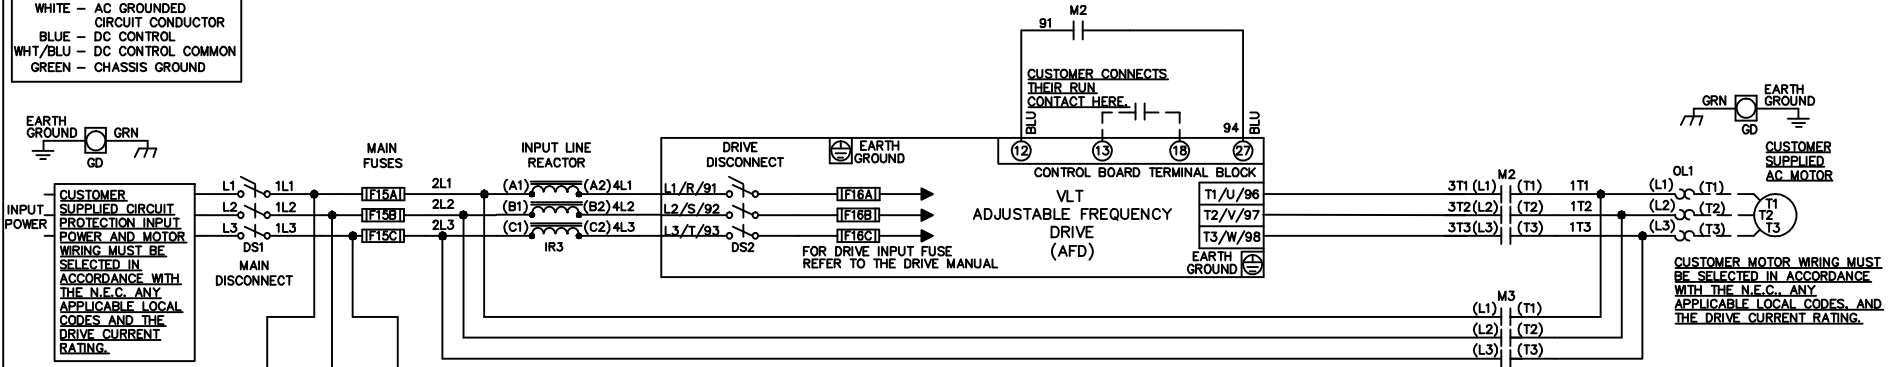 WHITE – AC GROUNDED
CIRCUIT CONDUCTOR
BLUE – DC CONTROL
WHT/BLU – DC CONTROL COMMON
GREEN – CHASSIS GROUND
EARTH
GROUND
GRN
GD
INPUT
POWER
CUSTOMER
SUPPLIED CIRCUIT
PROTECTION INPUT
POWER AND MOTOR
WIRING MUST BE
SELECTED IN
ACCORDANCE WITH
THE N.E.C. ANY
APPLICABLE LOCAL
CODES AND THE
DRIVE CURRENT
RATING.
L1 1L1
L2 1L2
L3 1L3
DS1
MAIN
DISCONNECT
MAIN
FUSES
F15A
F15B
F15C
2L1
2L2
2L3
INPUT LINE
REACTOR
(A1) (A2) 4L1
(B1) (B2) 4L2
(C1) (C2) 4L3
IR3
L1/R/91
L2/S/92
L3/T/93
DRIVE
DISCONNECT
DS2
EARTH
GROUND
F16A
F16B
F16C
FOR DRIVE INPUT FUSE
REFER TO THE DRIVE MANUAL
M2
91
CUSTOMER CONNECTS
THEIR RUN
CONTACT HERE.
BLU
94
BLU
12 13 18 27
CONTROL BOARD TERMINAL BLOCK
VLT
ADJUSTABLE FREQUENCY
DRIVE
(AFD)
T1/U/96
T2/V/97
T3/W/98
EARTH
GROUND
M2
3T1 (L1) (T1) 1T1
3T2 (L2) (T2) 1T2
3T3 (L3) (T3) 1T3
M3
(L1) (T1)
(L2) (T2)
(L3) (T3)
GRN
EARTH
GROUND
GD
CUSTOMER
SUPPLIED
AC MOTOR
OL1
(L1) (T1)
(L2) (T2)
(L3) (T3)
T1
T2
T3
CUSTOMER MOTOR WIRING MUST
BE SELECTED IN ACCORDANCE
WITH THE N.E.C., ANY
APPLICABLE LOCAL CODES, AND
THE DRIVE CURRENT RATING.